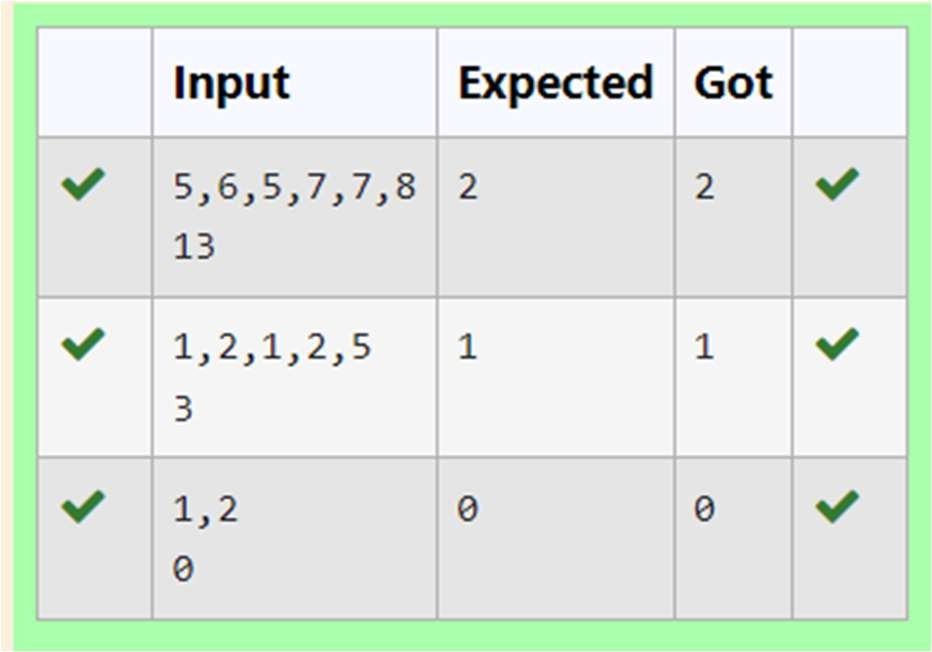 Input Expected Got
5,6,5,7,7,8 2 2
13
1,2,1,2,5 1 1
3
1,2 0 0
0